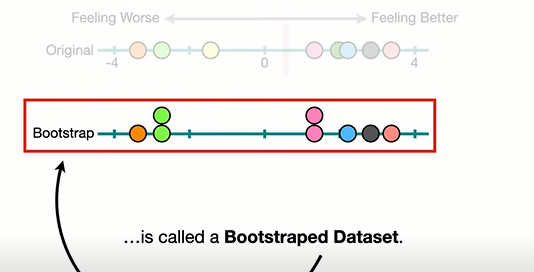 Feeling Worse Feeling Better
Original
-4 0 4
Bootstrap
...is called a Bootstraped Dataset.